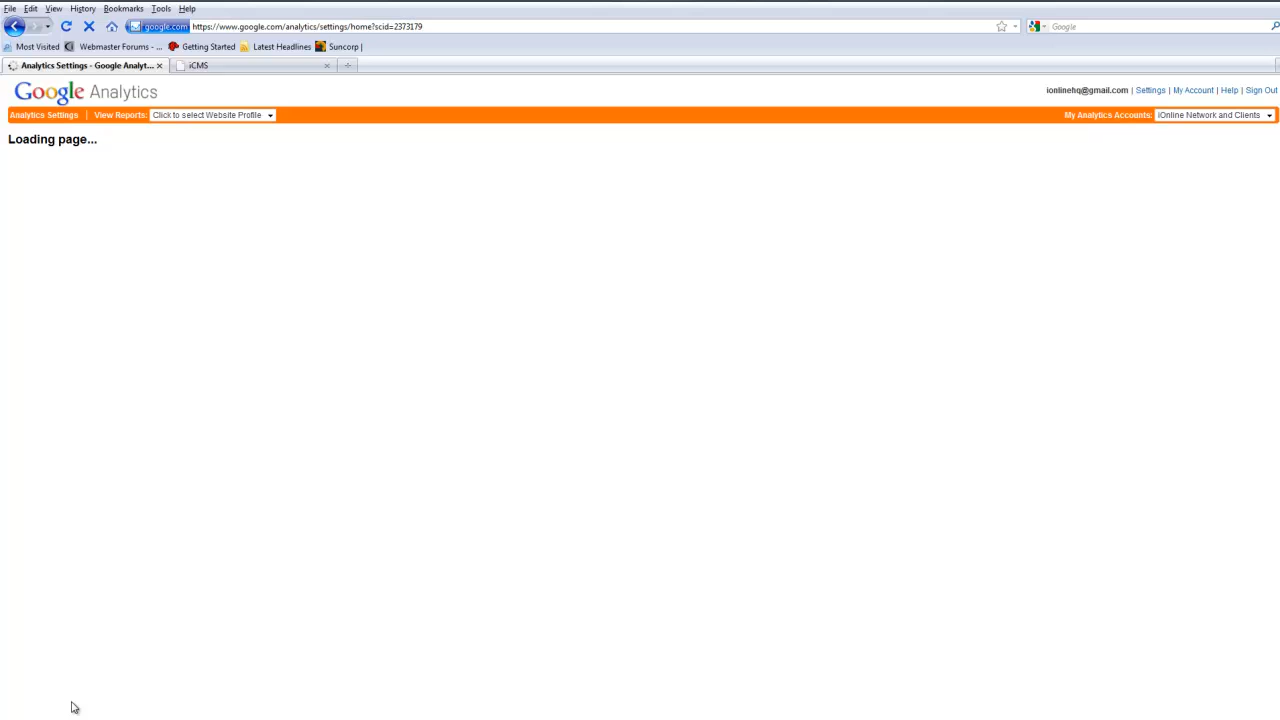 File Edit View History Bookmarks Tools Help
google.com https://www.google.com/analytics/settings/home?scid=2373179 Google
Most Visited Webmaster Forums - ... Getting Started Latest Headlines Suncorp |
Analytics Settings - Google Analyt... iCMS
Google Analytics ionlinehq@gmail.com | Settings | My Account | Help | Sign Out
Analytics Settings | View Reports: Click to select Website Profile My Analytics Accounts: iOnline Network and Clients
Loading page...